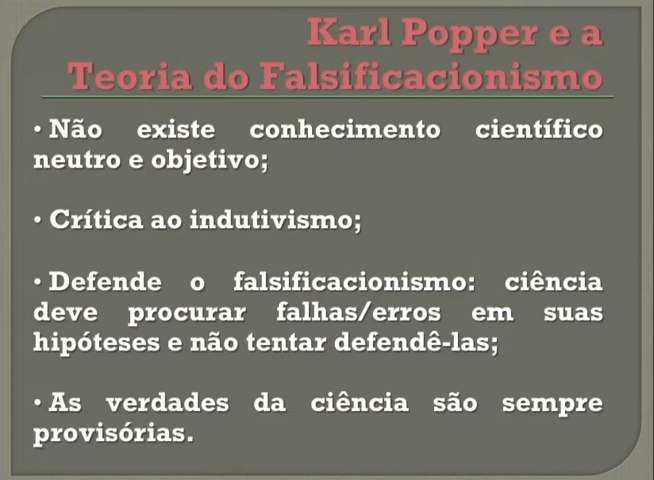 Karl Popper e a
Teoria do Falsificacionismo
• Não existe conhecimento científico
neutro e objetivo;
• Crítica ao indutivismo;
• Defende o falsificacionismo: ciência
deve procurar falhas/erros em suas
hipóteses e não tentar defendê-las;
• As verdades da ciência são sempre
provisórias.